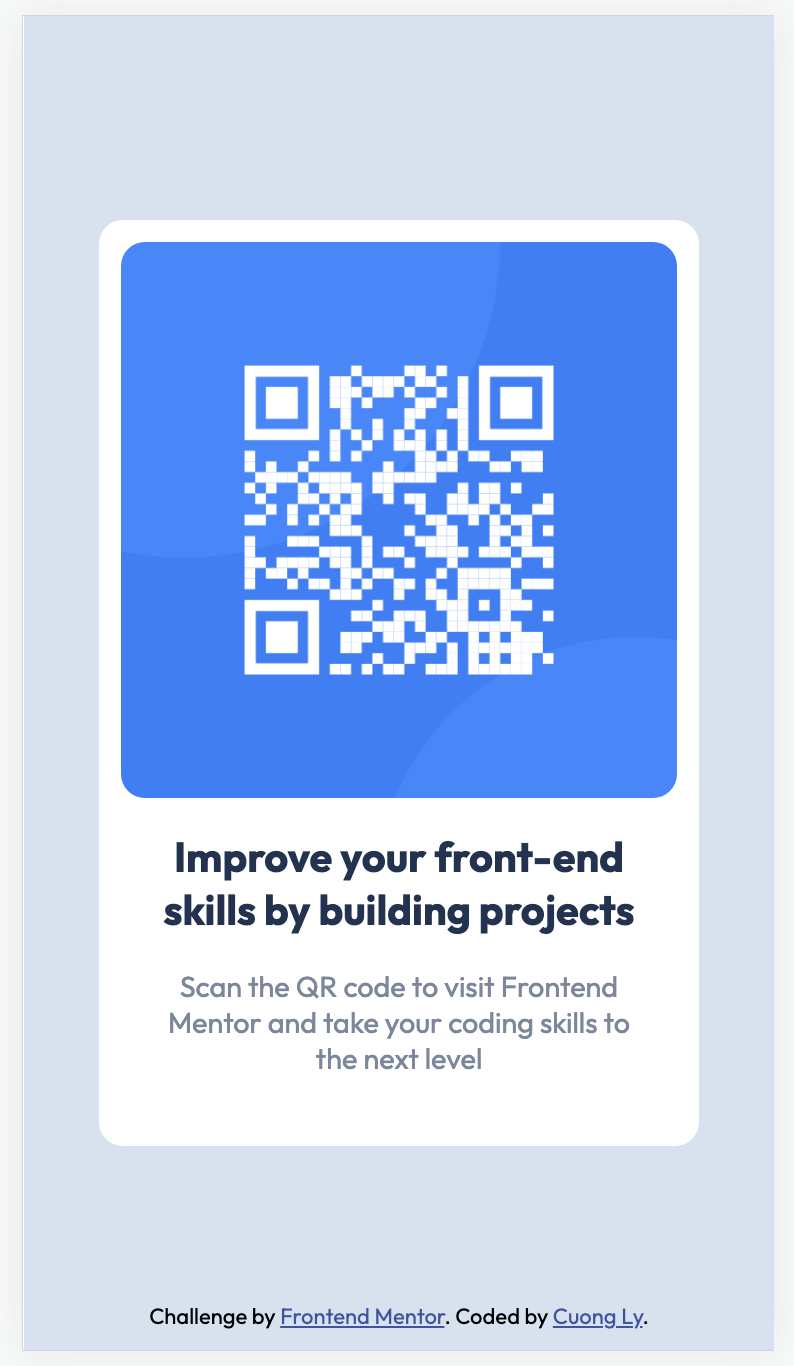 Improve your front-end
skills by building projects
Scan the QR code to visit Frontend
Mentor and take your coding skills to
the next level
Challenge by Frontend Mentor. Coded by Cuong Ly.